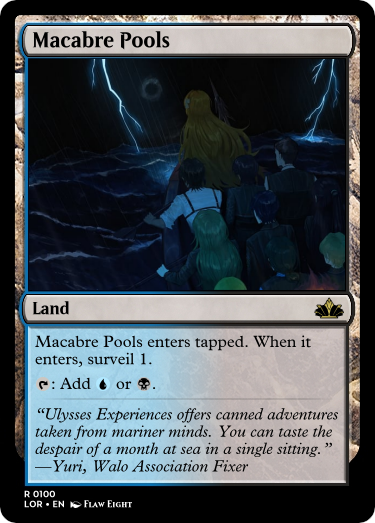 Macabre Pools
Land
Macabre Pools enters tapped. When it
enters, surveil 1.
: Add or .
“Ulysses Experiences offers canned adventures
taken from mariner minds. You can taste the
despair of a month at sea in a single sitting.”
—Yuri, Walo Association Fixer
R 0100
LOR • EN Flaw Eight